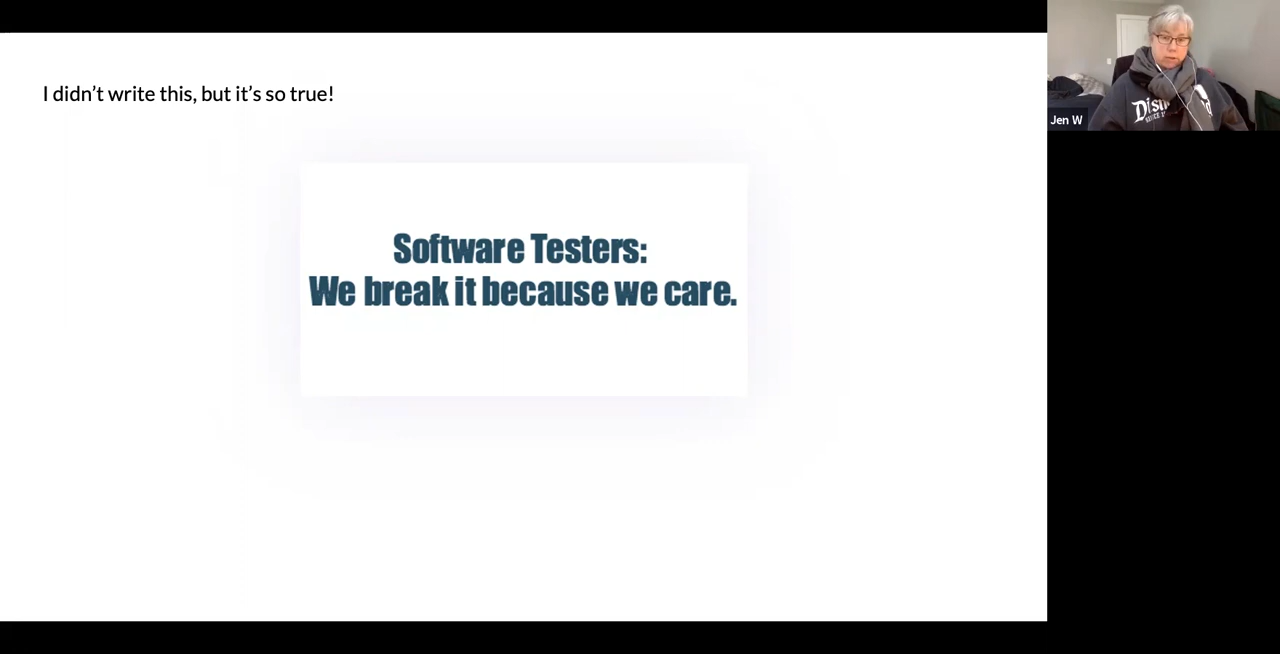 I didn't write this, but it's so true!
Software Testers:
We break it because we care.
Jen W